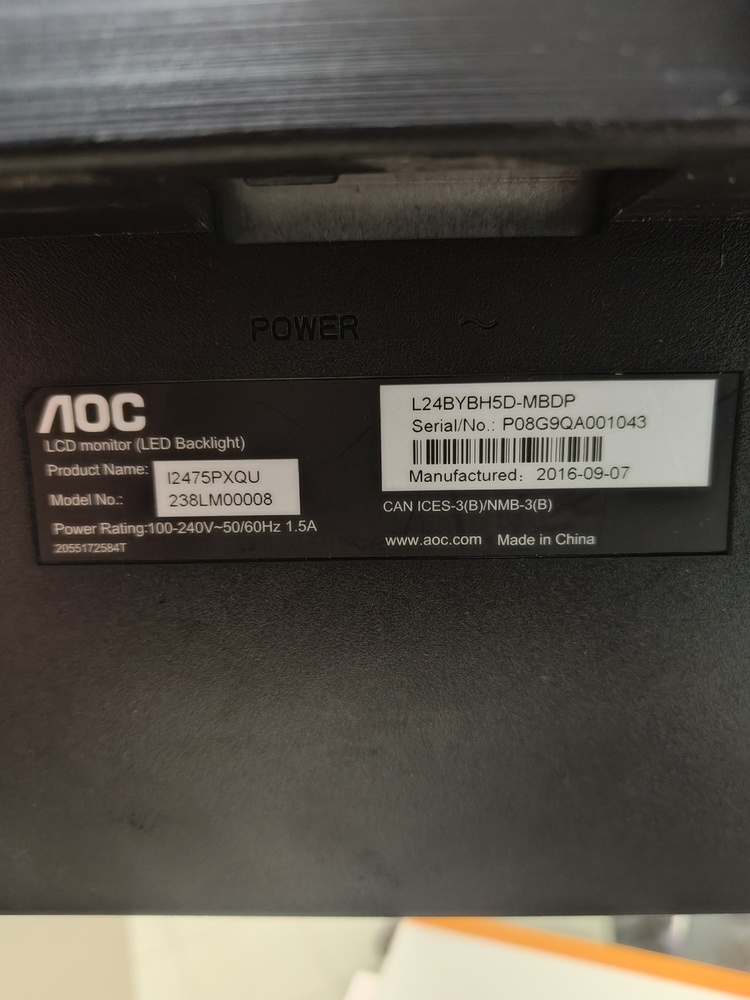 POWER ~
AOC
LCD monitor (LED Backlight)
Product Name: I2475PXQU
Model No.: 238LM00008
Power Rating:100-240V~50/60Hz 1.5A
2055172584T
L24BYBH5D-MBDP
Serial/No.: P08G9QA001043
Manufactured: 2016-09-07
CAN ICES-3(B)/NMB-3(B)
www.aoc.com Made in China